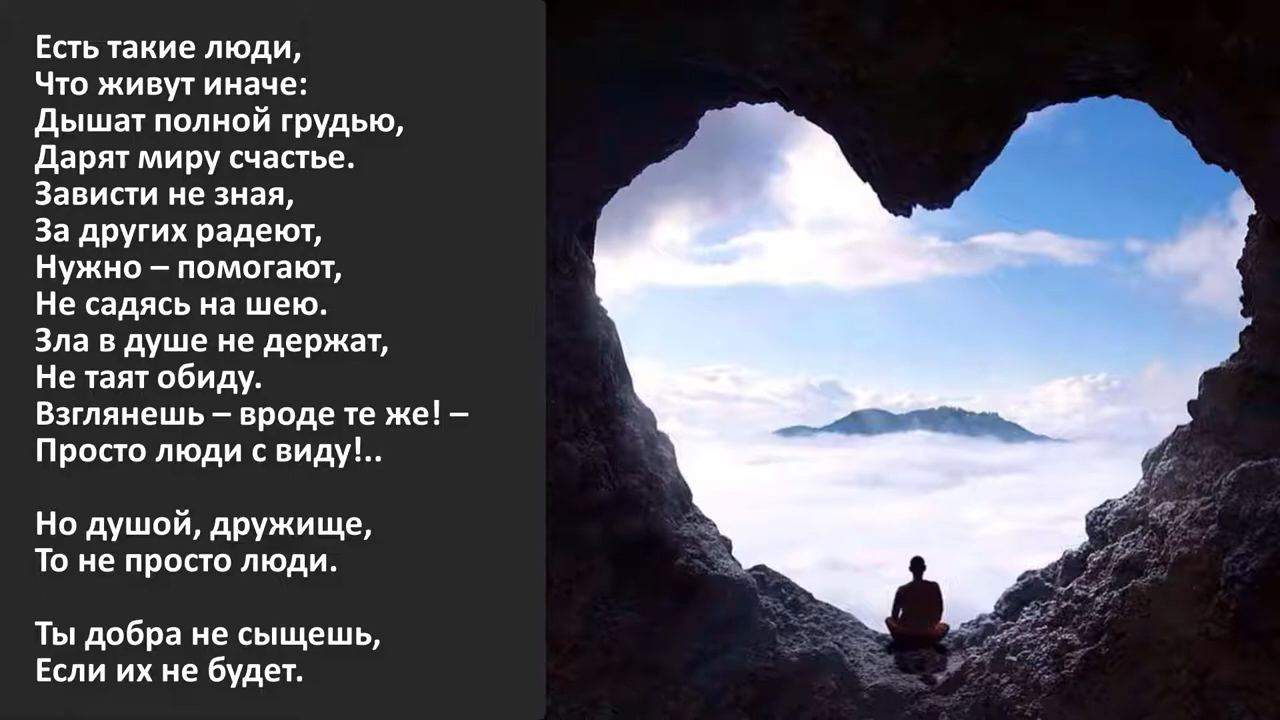 Есть такие люди,
Что живут иначе:
Дышат полной грудью,
Дарят миру счастье.
Зависти не зная,
За других радеют,
Нужно – помогают,
Не садясь на шею.
Зла в душе не держат,
Не таят обиду.
Взглянешь – вроде те же! –
Просто люди с виду!..
Но душой, дружище,
То не просто люди.
Ты добра не сыщешь,
Если их не будет.